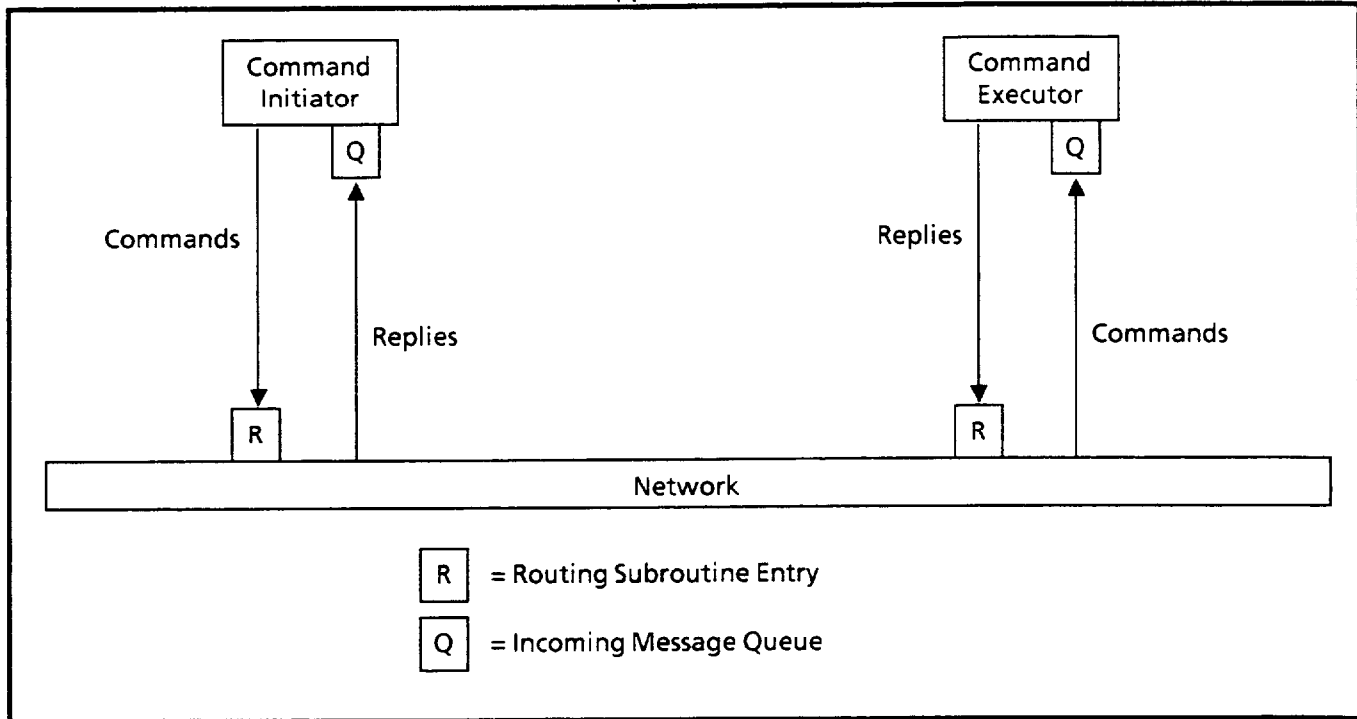 Command
Initiator
Command
Executor
Q
Q
Commands
Replies
Replies
Commands
R
R
Network
R = Routing Subroutine Entry
Q = Incoming Message Queue